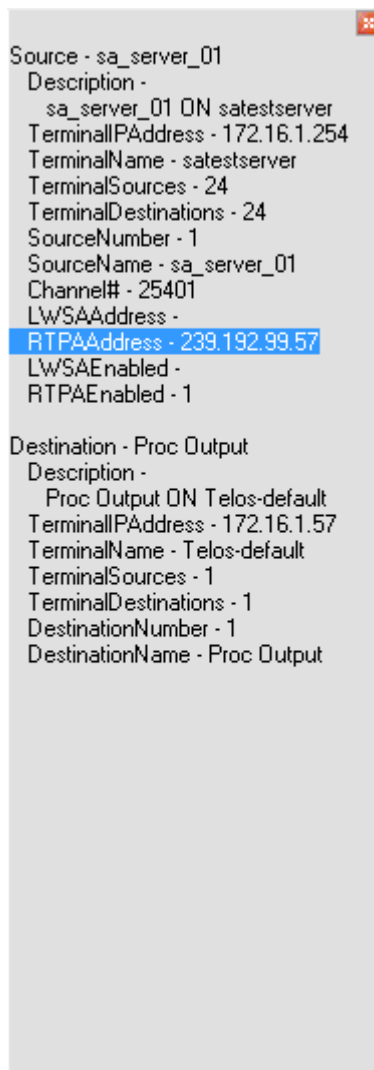 Source - sa_server_01
Description -
sa_server_01 ON satestserver
TerminalIPAddress - 172.16.1.254
TerminalName - satestserver
TerminalSources - 24
TerminalDestinations - 24
SourceNumber - 1
SourceName - sa_server_01
Channel# - 25401
LWSAAddress -
RTPAAddress - 239.192.99.57
LWSAEnabled -
RTPAEnabled - 1
Destination - Proc Output
Description -
Proc Output ON Telos-default
TerminalIPAddress - 172.16.1.57
TerminalName - Telos-default
TerminalSources - 1
TerminalDestinations - 1
DestinationNumber - 1
DestinationName - Proc Output